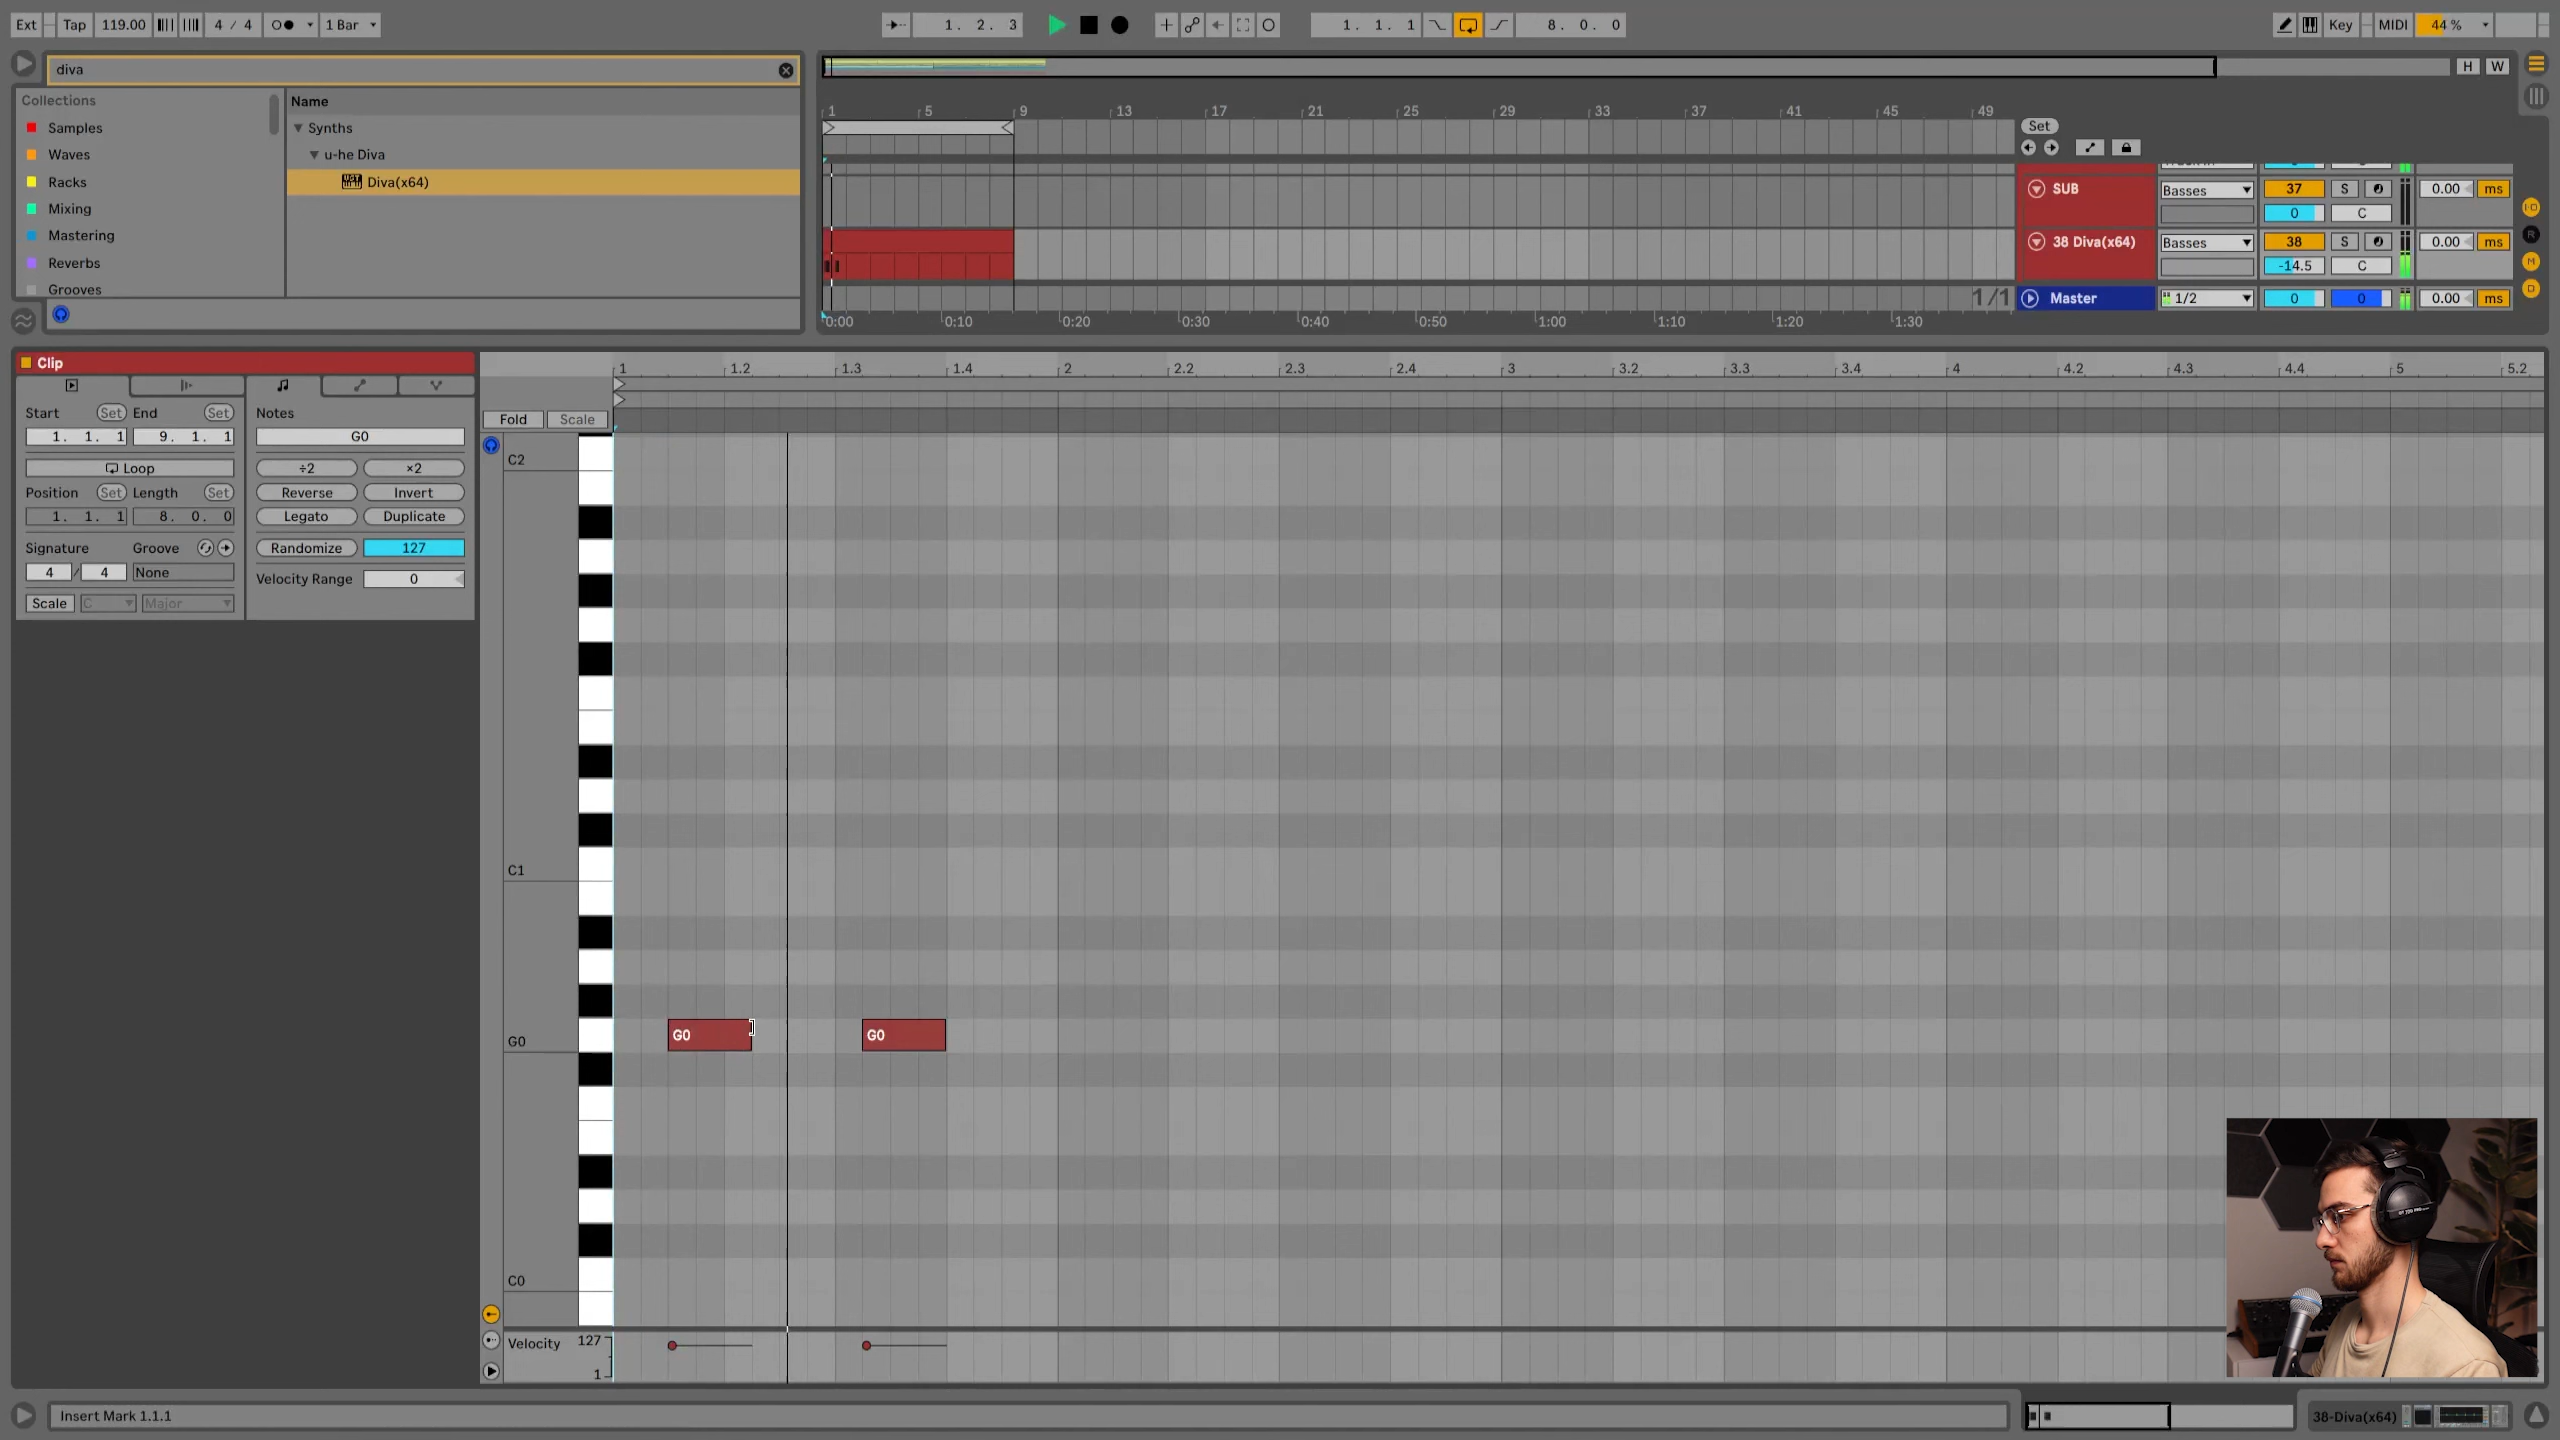 Ext Tap 119.00 4 / 4 1 Bar 1. 2. 3 1. 1. 1 8. 0. 0 Key MIDI 44 %
diva
H W
Collections
Samples
Waves
Racks
Mixing
Mastering
Reverbs
Grooves
Name
Synths
u-he Diva
Diva(x64)
1 5 9 13 17 21 25 29 33 37 41 45 49
Set
SUB Basses 37 S 0.00 ms
0 C
38 Diva(x64) Basses 38 S 0.00 ms
-14.5 C
1/1 Master 1/2 0 0 0.00 ms
0:00 0:10 0:20 0:30 0:40 0:50 1:00 1:10 1:20 1:30
Clip
Start Set End Set
1. 1. 1 9. 1. 1
Loop
Position Set Length Set
1. 1. 1 8. 0. 0
Signature Groove
4 / 4 None
Scale C Major
Notes
G0
÷2 ×2
Reverse Invert
Legato Duplicate
Randomize 127
Velocity Range 0
1 1.2 1.3 1.4 2 2.2 2.3 2.4 3 3.2 3.3 3.4 4 4.2 4.3 4.4 5 5.2
Fold Scale
C2
C1
G0 G0 G0
C0
Velocity 127
1
Insert Mark 1.1.1
38-Diva(x64)